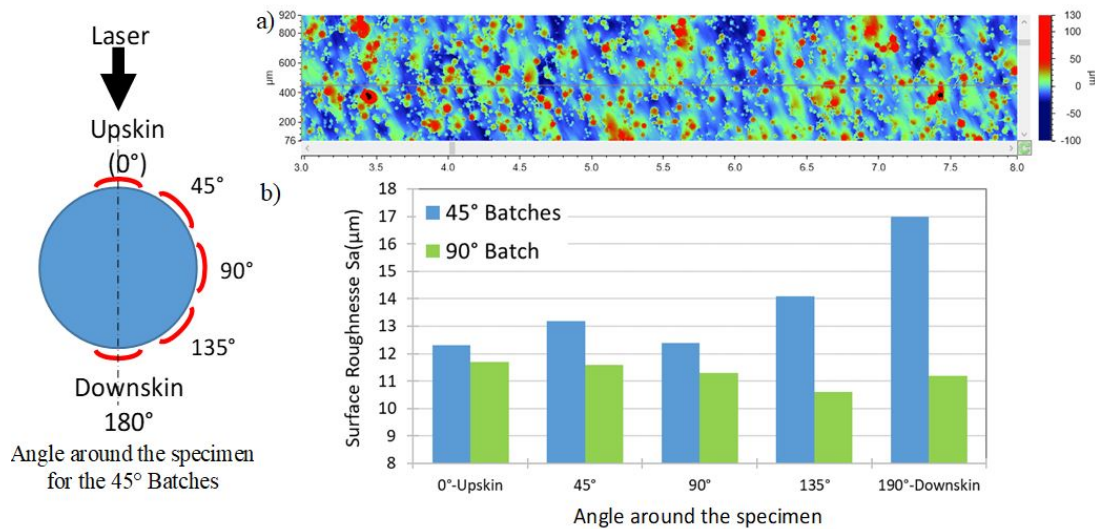 Laser
Upskin
(0°)
45°
90°
135°
Downskin
180°
Angle around the specimen
for the 45° Batches
a)
920
800
600
400
200
76
µm
3.0 3.5 4.0 4.5 5.0 5.5 6.0 6.5 7.0 7.5 8.0
130
100
50
0
-50
-100
µm
b)
18
17
16
15
14
13
12
11
10
9
8
Surface Roughnesse Sa(µm)
45° Batches
90° Batch
0°-Upskin 45° 90° 135° 190°-Downskin
Angle around the specimen